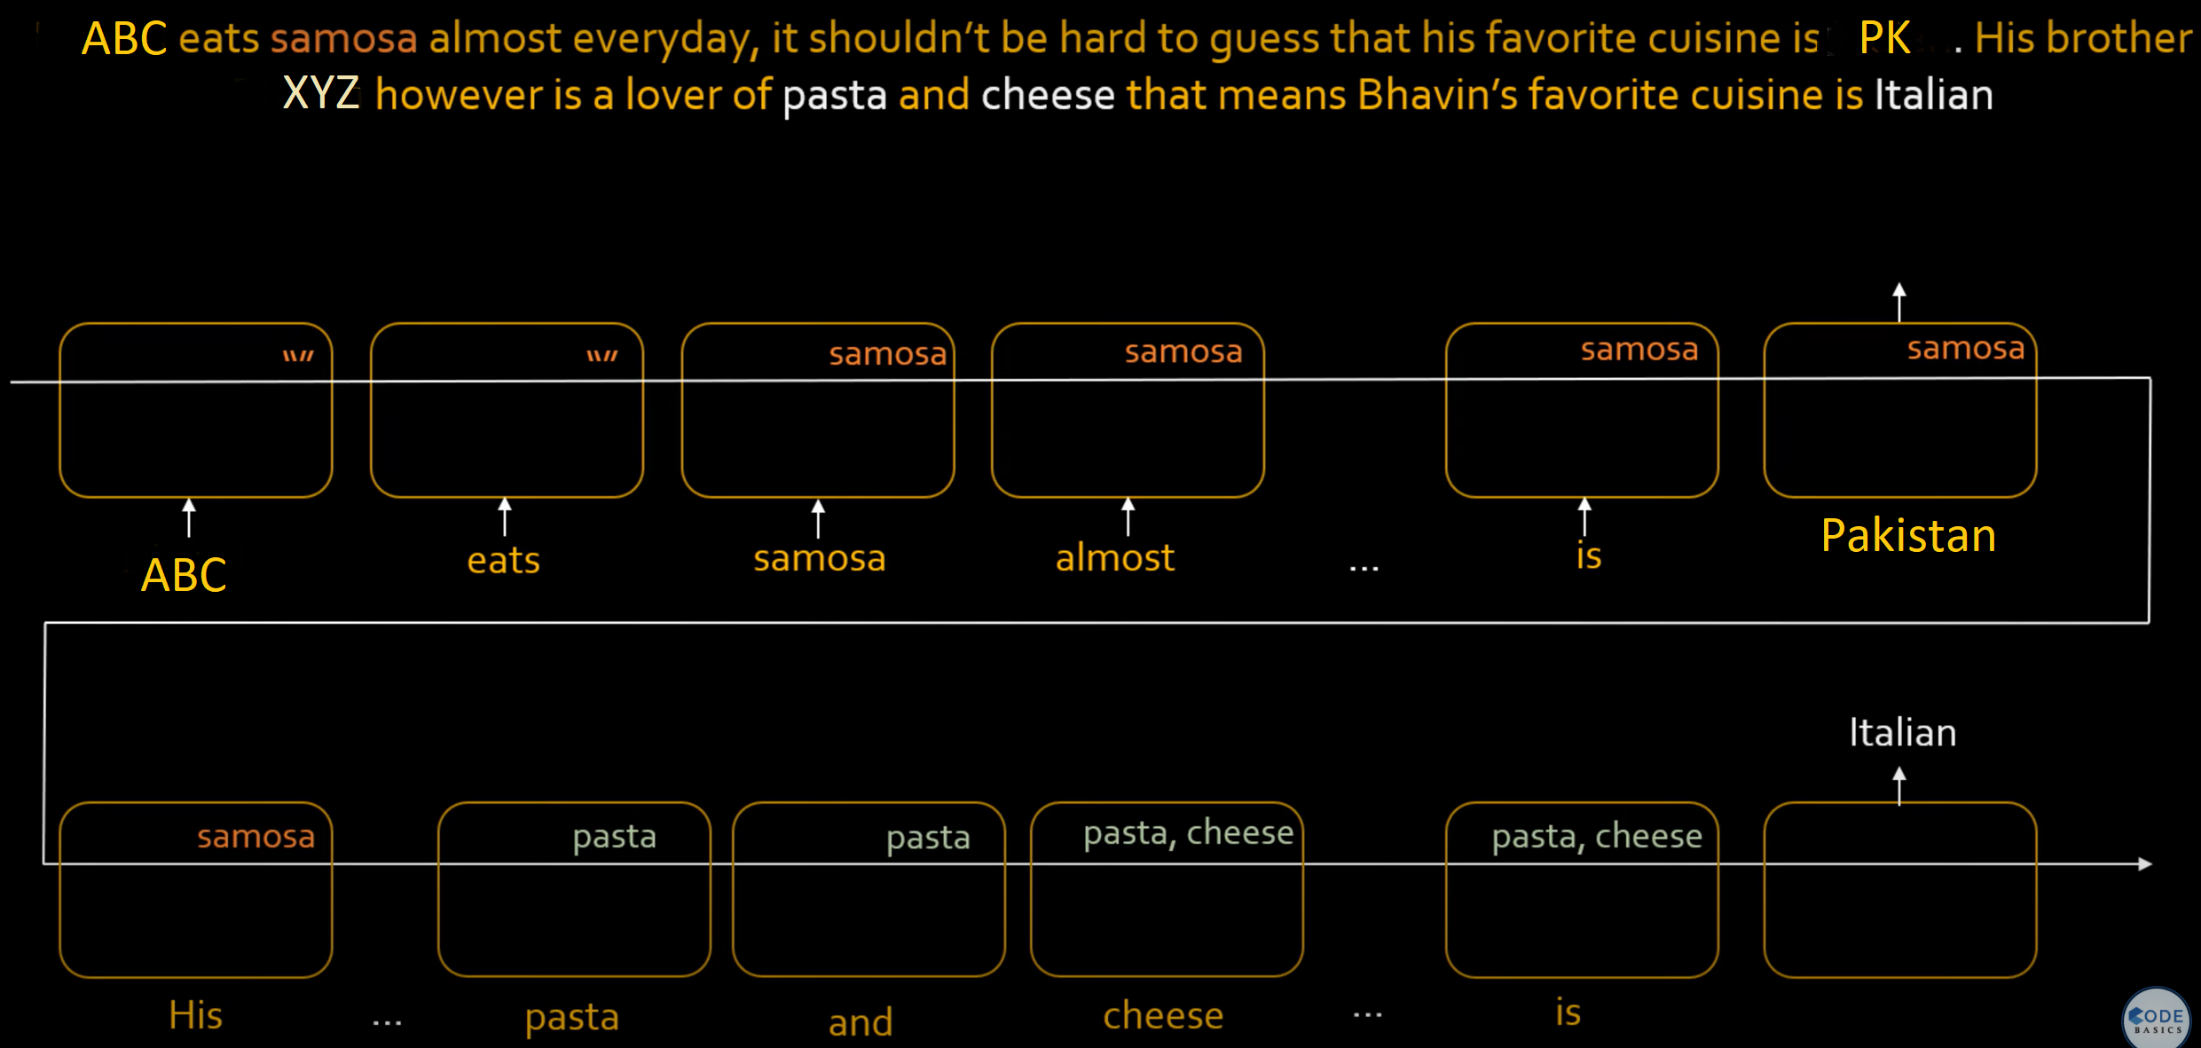 ABC eats samosa almost everyday, it shouldn't be hard to guess that his favorite cuisine is PK . His brother
XYZ however is a lover of pasta and cheese that means Bhavin's favorite cuisine is Italian
“” “” samosa samosa samosa samosa
ABC eats samosa almost ... is Pakistan
Italian
samosa pasta pasta pasta, cheese pasta, cheese
His ... pasta and cheese ... is
CODE
BASICS